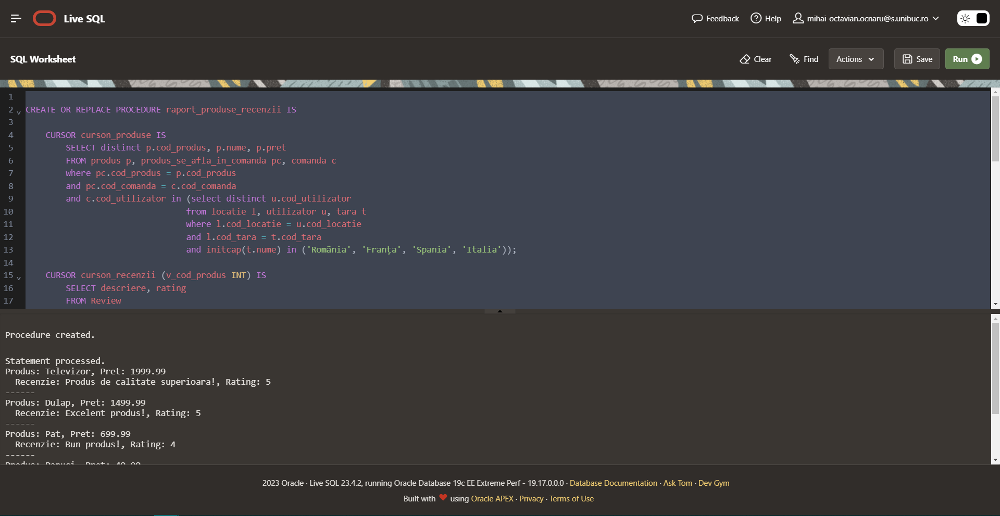 Live SQL
Feedback Help mihai-octavian.ocnaru@s.unibuc.ro
SQL Worksheet
Clear Find Actions Save Run
1
2 CREATE OR REPLACE PROCEDURE raport_produse_recenzii IS
3
4 CURSOR curson_produse IS
5 SELECT distinct p.cod_produs, p.nume, p.pret
6 FROM produs p, produs_se_afla_in_comanda pc, comanda c
7 where pc.cod_produs = p.cod_produs
8 and pc.cod_comanda = c.cod_comanda
9 and c.cod_utilizator in (select distinct u.cod_utilizator
10 from locatie l, utilizator u, tara t
11 where l.cod_locatie = u.cod_locatie
12 and l.cod_tara = t.cod_tara
13 and initcap(t.nume) in ('România', 'Franța', 'Spania', 'Italia'));
14
15 CURSOR curson_recenzii (v_cod_produs INT) IS
16 SELECT descriere, rating
17 FROM Review
Procedure created.
Statement processed.
Produs: Televizor, Pret: 1999.99
Recenzie: Produs de calitate superioara!, Rating: 5
------
Produs: Dulap, Pret: 1499.99
Recenzie: Excelent produs!, Rating: 5
------
Produs: Pat, Pret: 699.99
Recenzie: Bun produs!, Rating: 4
------
2023 Oracle · Live SQL 23.4.2, running Oracle Database 19c EE Extreme Perf - 19.17.0.0.0 · Database Documentation · Ask Tom · Dev Gym
Built with ❤ using Oracle APEX · Privacy · Terms of Use